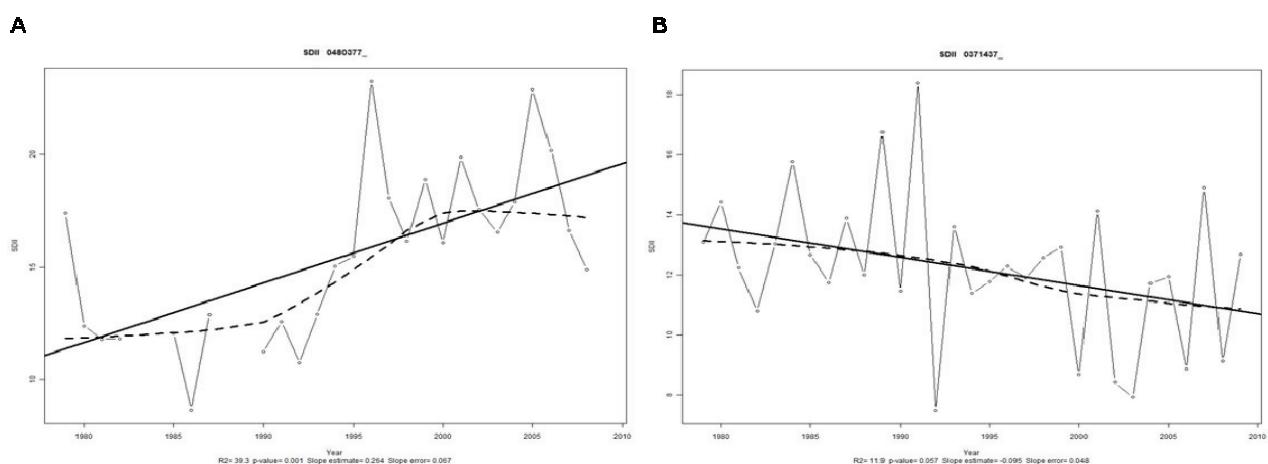 A
SDII 048D377_
SDII
20
15
10
1980 1985 1990 1995 2000 2005 2010
Year
R2= 39.3 p-value= 0.001 Slope estimate= 0.264 Slope error= 0.067
B
SDII 0371437_
SDII
18
16
14
12
10
8
1980 1985 1990 1995 2000 2005 2010
Year
R2= 11.9 p-value= 0.057 Slope estimate= -0.095 Slope error= 0.048